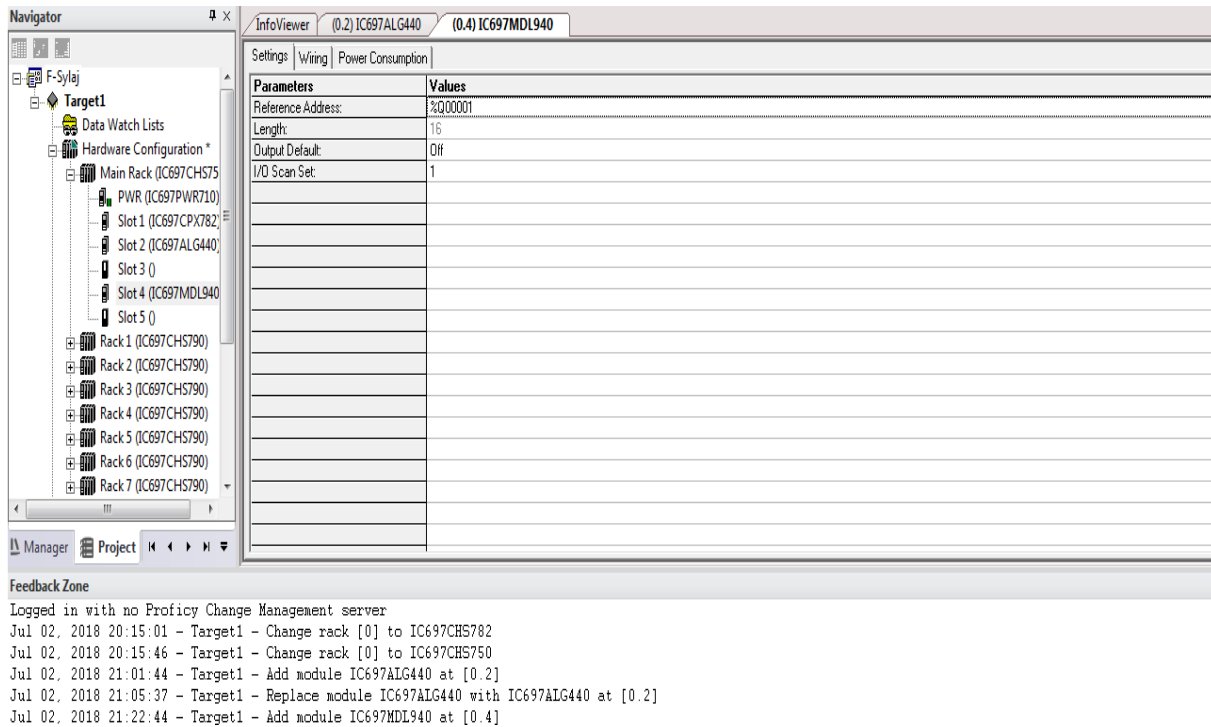 Navigator
InfoViewer
(0.2) IC697ALG440
(0.4) IC697MDL940
F-Sylaj
Target1
Data Watch Lists
Hardware Configuration *
Main Rack (IC697CHS75
PWR (IC697PWR710)
Slot 1 (IC697CPX782)
Slot 2 (IC697ALG440)
Slot 3 ()
Slot 4 (IC697MDL940
Slot 5 ()
Rack 1 (IC697CHS790)
Rack 2 (IC697CHS790)
Rack 3 (IC697CHS790)
Rack 4 (IC697CHS790)
Rack 5 (IC697CHS790)
Rack 6 (IC697CHS790)
Rack 7 (IC697CHS790)
Manager Project
Settings Wiring Power Consumption
Parameters Values
Reference Address: %Q00001
Length: 16
Output Default: Off
I/O Scan Set: 1
Feedback Zone
Logged in with no Proficy Change Management server
Jul 02, 2018 20:15:01 - Target1 - Change rack [0] to IC697CHS782
Jul 02, 2018 20:15:46 - Target1 - Change rack [0] to IC697CHS750
Jul 02, 2018 21:01:44 - Target1 - Add module IC697ALG440 at [0.2]
Jul 02, 2018 21:05:37 - Target1 - Replace module IC697ALG440 with IC697ALG440 at [0.2]
Jul 02, 2018 21:22:44 - Target1 - Add module IC697MDL940 at [0.4]